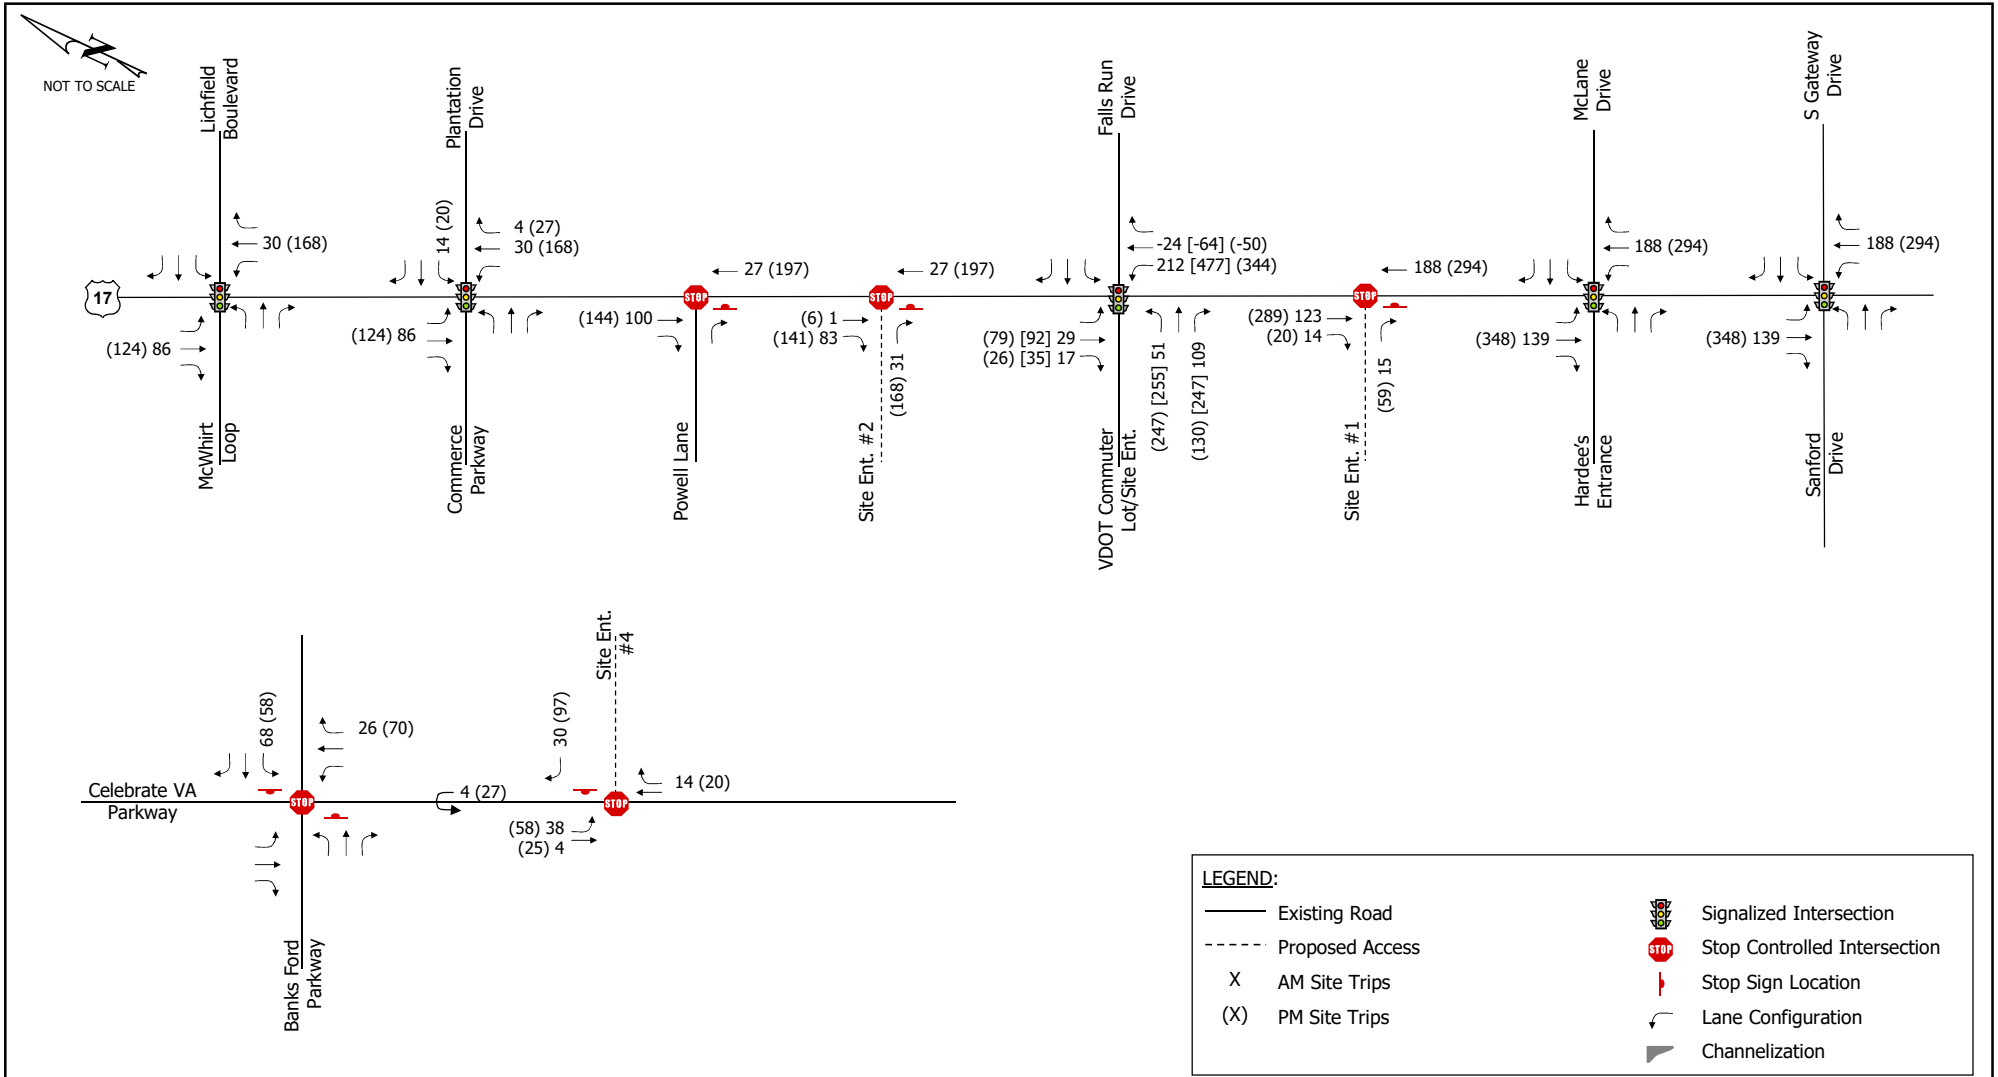 NOT TO SCALE
Lichfield
Boulevard
Plantation
Drive
Falls Run
Drive
McLane
Drive
S Gateway
Drive
30 (168)
14 (20)
4 (27)
30 (168)
27 (197)
27 (197)
-24 [-64] (-50)
212 [477] (344)
188 (294)
188 (294)
188 (294)
17
STOP
STOP
STOP
(124) 86
(124) 86
(144) 100
(6) 1
(141) 83
(168) 31
(79) [92] 29
(26) [35] 17
(247) [255] 51
(130) [247] 109
(289) 123
(20) 14
(59) 15
(348) 139
(348) 139
McWhirt
Loop
Commerce
Parkway
Powell Lane
Site Ent. #2
VDOT Commuter
Lot/Site Ent.
Site Ent. #1
Hardee's
Entrance
Sanford
Drive
Site Ent.
#4
68 (58)
26 (70)
30 (97)
14 (20)
Celebrate VA
Parkway
STOP
4 (27)
STOP
(58) 38
(25) 4
Banks Ford
Parkway
LEGEND:
Existing Road
Proposed Access
X AM Site Trips
(X) PM Site Trips
Signalized Intersection
STOP Stop Controlled Intersection
Stop Sign Location
Lane Configuration
Channelization